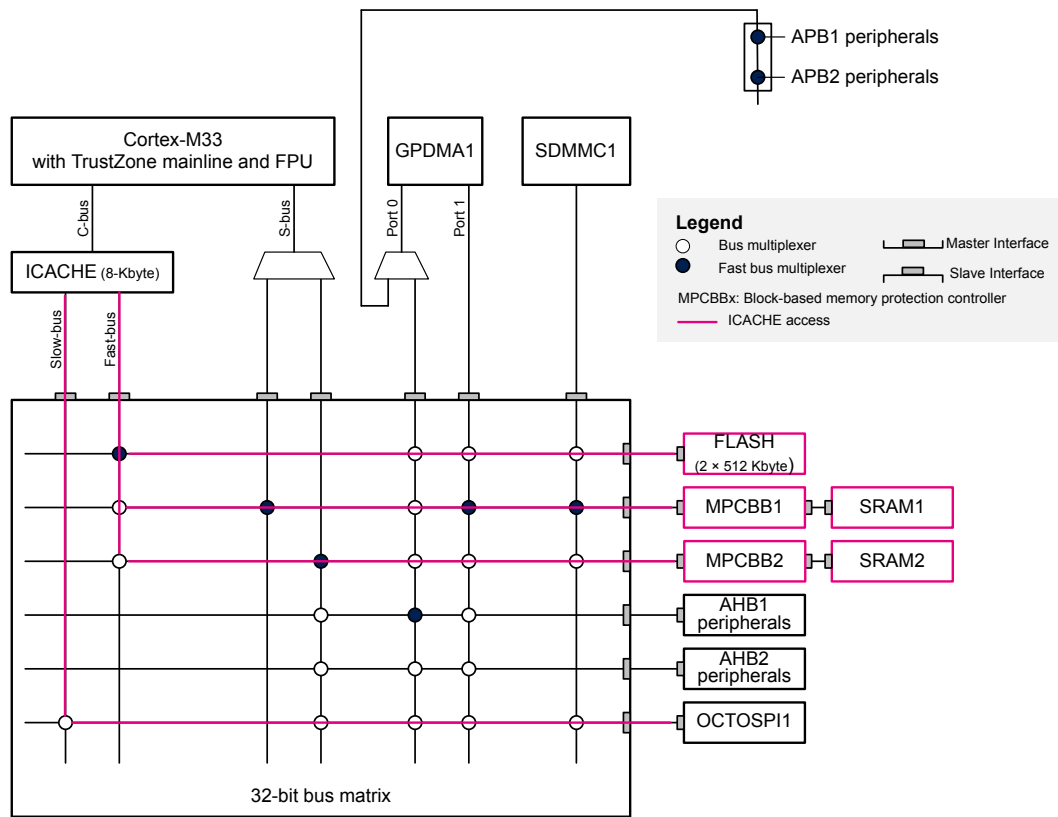 APB1 peripherals
APB2 peripherals
Cortex-M33
with TrustZone mainline and FPU
GPDMA1
SDMMC1
C-bus
S-bus
Port 0
Port 1
Legend
Bus multiplexer
Fast bus multiplexer
Master Interface
Slave Interface
MPCBBx: Block-based memory protection controller
ICACHE access
ICACHE (8-Kbyte)
Slow-bus
Fast-bus
FLASH
(2 × 512 Kbyte)
MPCBB1
SRAM1
MPCBB2
SRAM2
AHB1
peripherals
AHB2
peripherals
OCTOSPI1
32-bit bus matrix